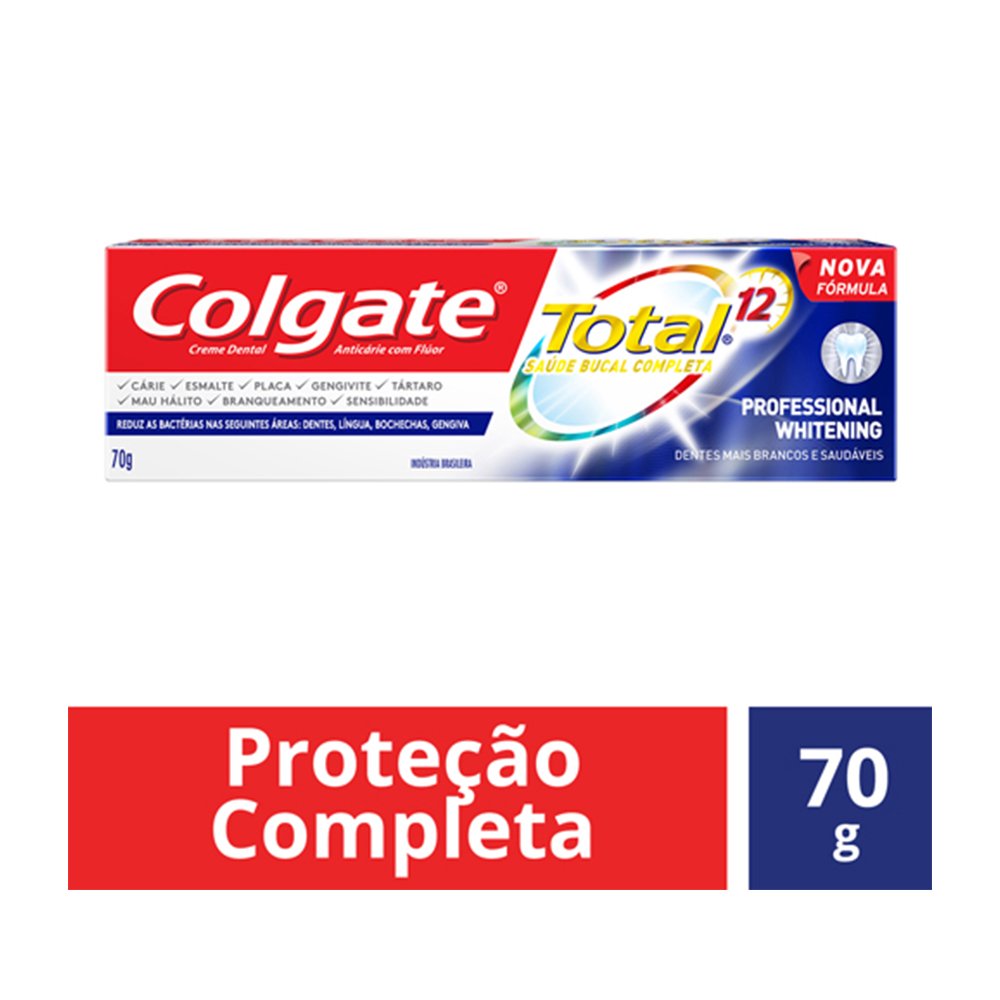 Colgate®
Creme Dental Anticárie com Flúor
✓ CÁRIE ✓ ESMALTE ✓ PLACA ✓ GENGIVITE ✓ TÁRTARO
✓ MAU HÁLITO ✓ BRANQUEAMENTO ✓ SENSIBILIDADE
REDUZ AS BACTÉRIAS NAS SEGUINTES ÁREAS: DENTES, LÍNGUA, BOCHECHAS, GENGIVA
70g
INDÚSTRIA BRASILEIRA
Total®12
SAÚDE BUCAL COMPLETA
NOVA
FÓRMULA
PROFESSIONAL
WHITENING
DENTES MAIS BRANCOS E SAUDÁVEIS
Proteção
Completa
70
g